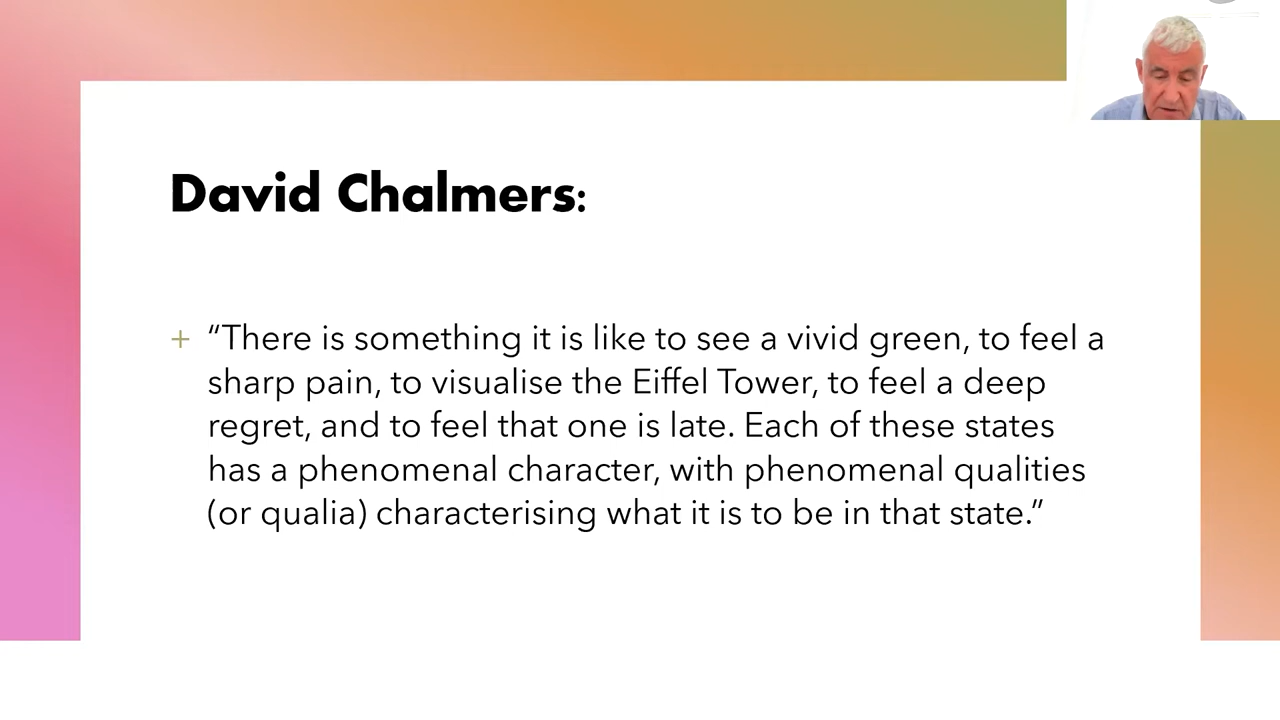 David Chalmers:
+ “There is something it is like to see a vivid green, to feel a
sharp pain, to visualise the Eiffel Tower, to feel a deep
regret, and to feel that one is late. Each of these states
has a phenomenal character, with phenomenal qualities
(or qualia) characterising what it is to be in that state.”